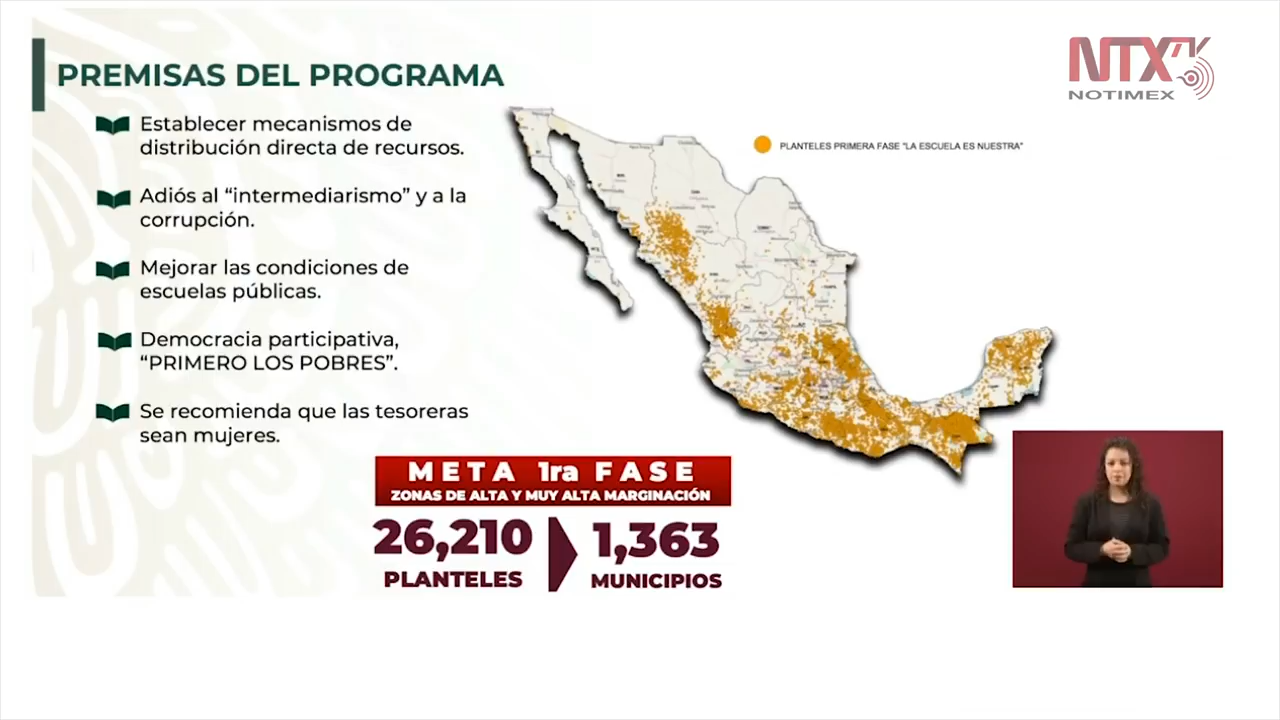 PREMISAS DEL PROGRAMA
Establecer mecanismos de
distribución directa de recursos.
Adiós al “intermediarismo” y a la
corrupción.
Mejorar las condiciones de
escuelas públicas.
Democracia participativa,
“PRIMERO LOS POBRES”.
Se recomienda que las tesoreras
sean mujeres.
META 1ra FASE
ZONAS DE ALTA Y MUY ALTA MARGINACIÓN
26,210
PLANTELES
1,363
MUNICIPIOS
PLANTELES PRIMERA FASE "LA ESCUELA ES NUESTRA"
NTX
NOTIMEX